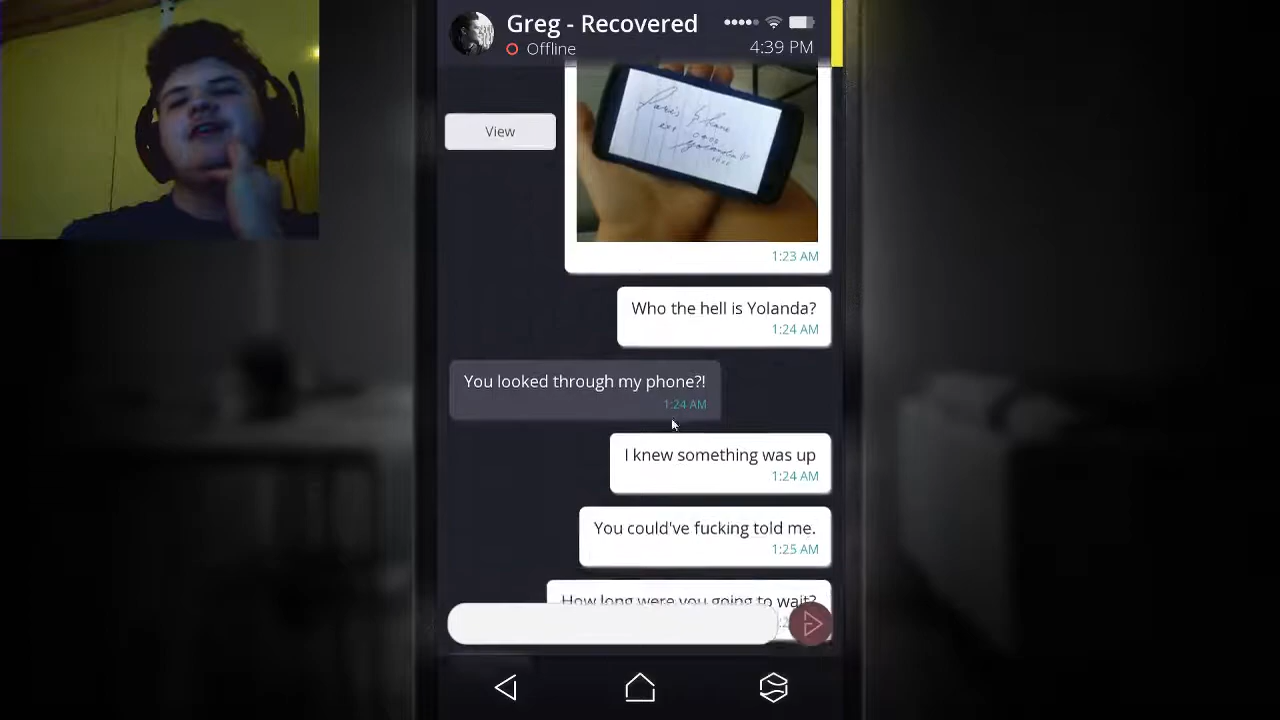 Greg - Recovered
4:39 PM
Offline
View
1:23 AM
Who the hell is Yolanda?
1:24 AM
You looked through my phone?!
1:24 AM
I knew something was up
1:24 AM
You could've fucking told me.
1:25 AM
How long were you going to wait?